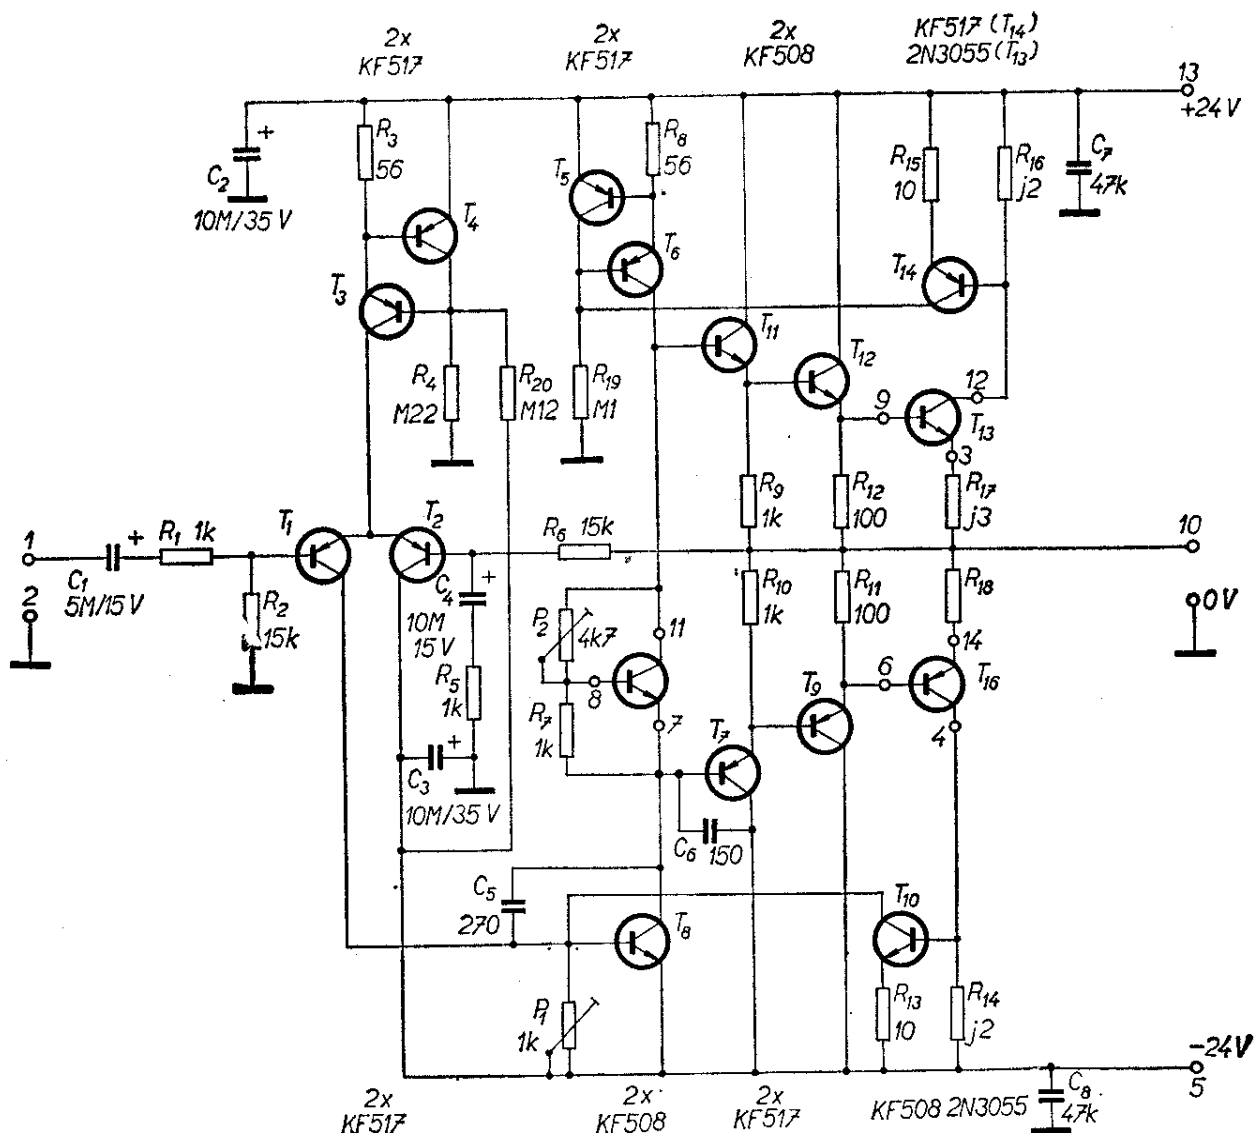 2x
KF517
2x
KF517
2x
KF508
KF517 (T14)
2N3055 (T13)
13
+24V
+
C2
10M/35 V
R3
56
T4
T3
R4
M22
R20
M12
T5
R8
56
T6
R19
M1
R15
10
R16
j2
C7
47k
T14
T11
T12
9
12
T13
3
R9
1k
R12
100
R17
j3
1
2
C1
5M/15V
+
R1 1k
R2
15k
T1
T2
R6 15k
10
0V
C4
+
10M
15V
R5
1k
C3
+
10M/35V
P2
4k7
11
8
R7
1k
7
R10
1k
R11
100
R18
14
6
T16
4
T9
T7
C6 150
C5
270
T8
T10
P1
1k
R13
10
R14
j2
-24V
5
C8
47k
2x
KF517
2x
KF508
2x
KF517
KF508 2N3055